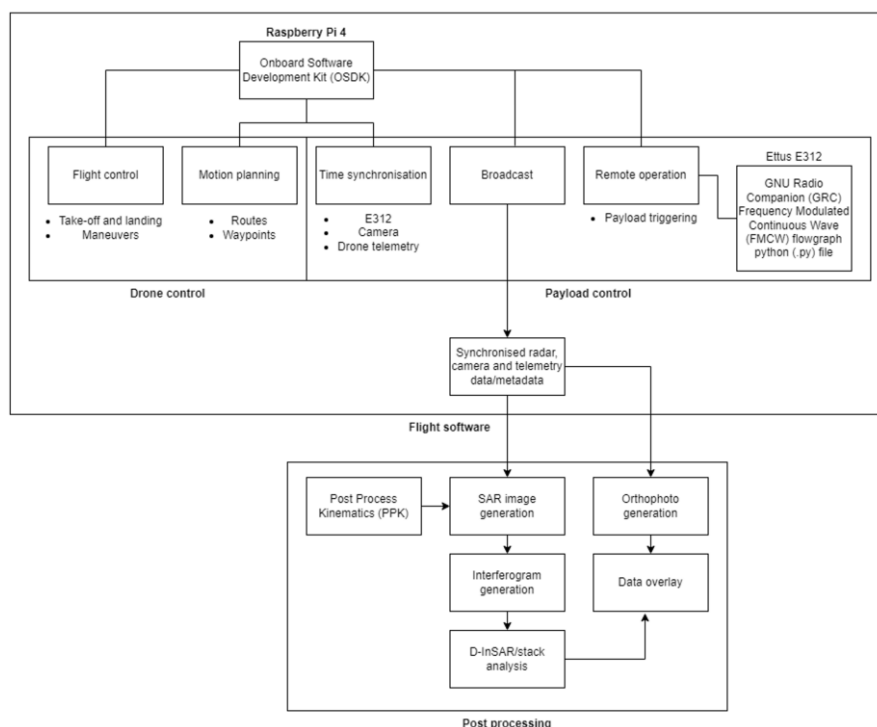 Raspberry Pi 4
Onboard Software
Development Kit (OSDK)
Flight control
Motion planning
Time synchronisation
Broadcast
Remote operation
Ettus E312
GNU Radio
Companion (GRC)
Frequency Modulated
Continuous Wave
(FMCW) flowgraph
python (.py) file
• Take-off and landing
• Maneuvers
• Routes
• Waypoints
• E312
• Camera
• Drone telemetry
• Payload triggering
Drone control
Payload control
Synchronised radar,
camera and telemetry
data/metadata
Flight software
Post Process
Kinematics (PPK)
SAR image
generation
Orthophoto
generation
Interferogram
generation
Data overlay
D-InSAR/stack
analysis
Post processing